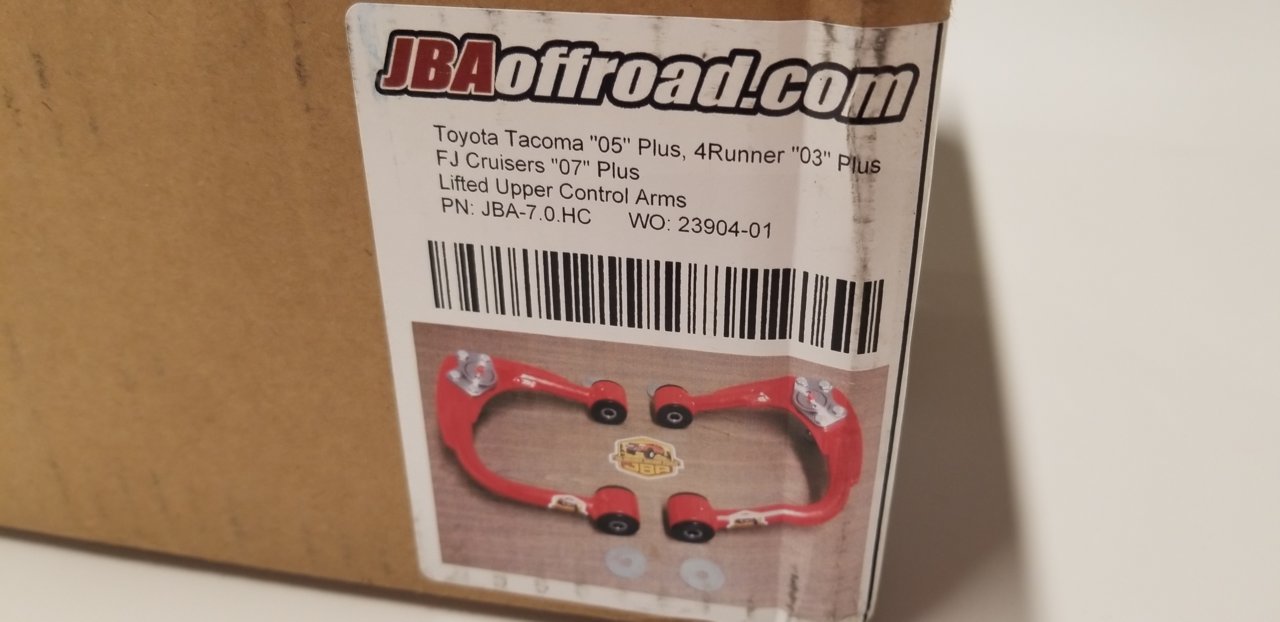 JBAoffroad.com
Toyota Tacoma "05" Plus, 4Runner "03" Plus
FJ Cruisers "07" Plus
Lifted Upper Control Arms
PN: JBA-7.0.HC WO: 23904-01
JBA